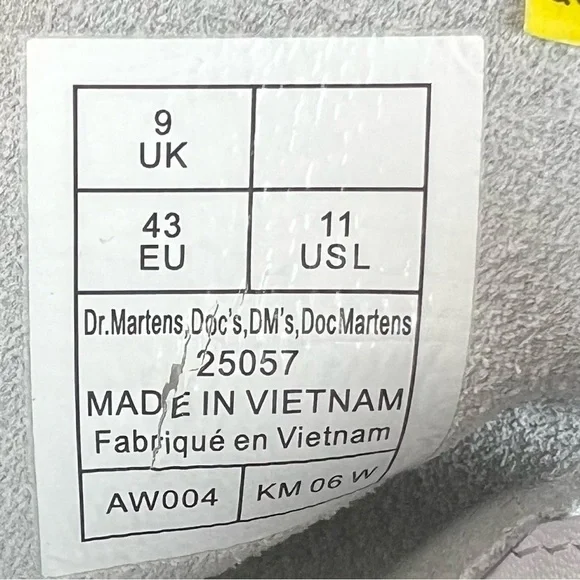 9
UK
43
EU
11
USL
Dr.Martens,Doc's,DM's,DocMartens
25057
MADE IN VIETNAM
Fabriqué en Vietnam
AW004
KM 06 W